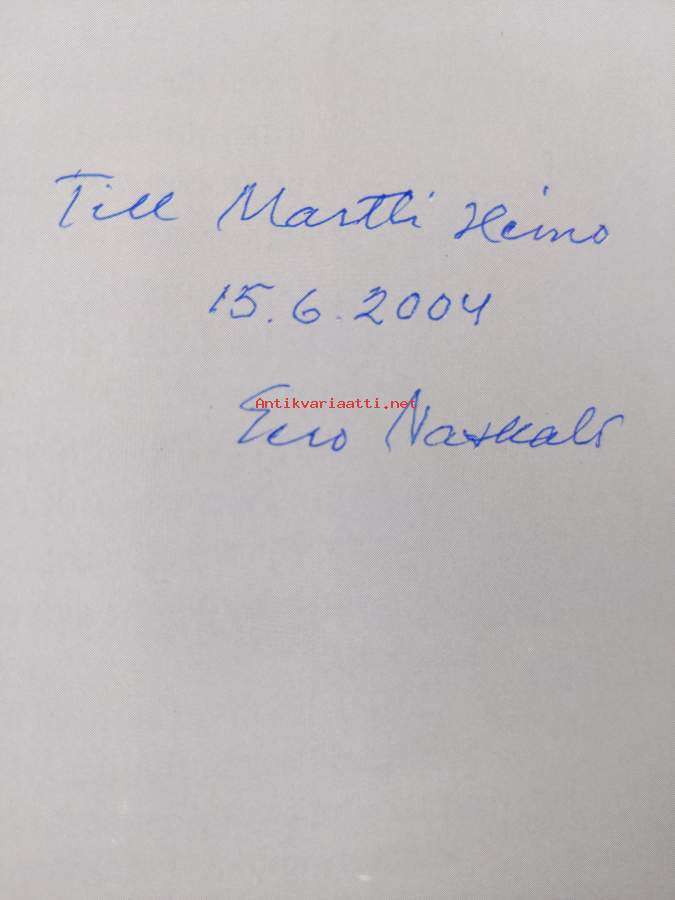 Till Martti Heino
15.6.2004
Antikvariaatti.net
Eero Naskali